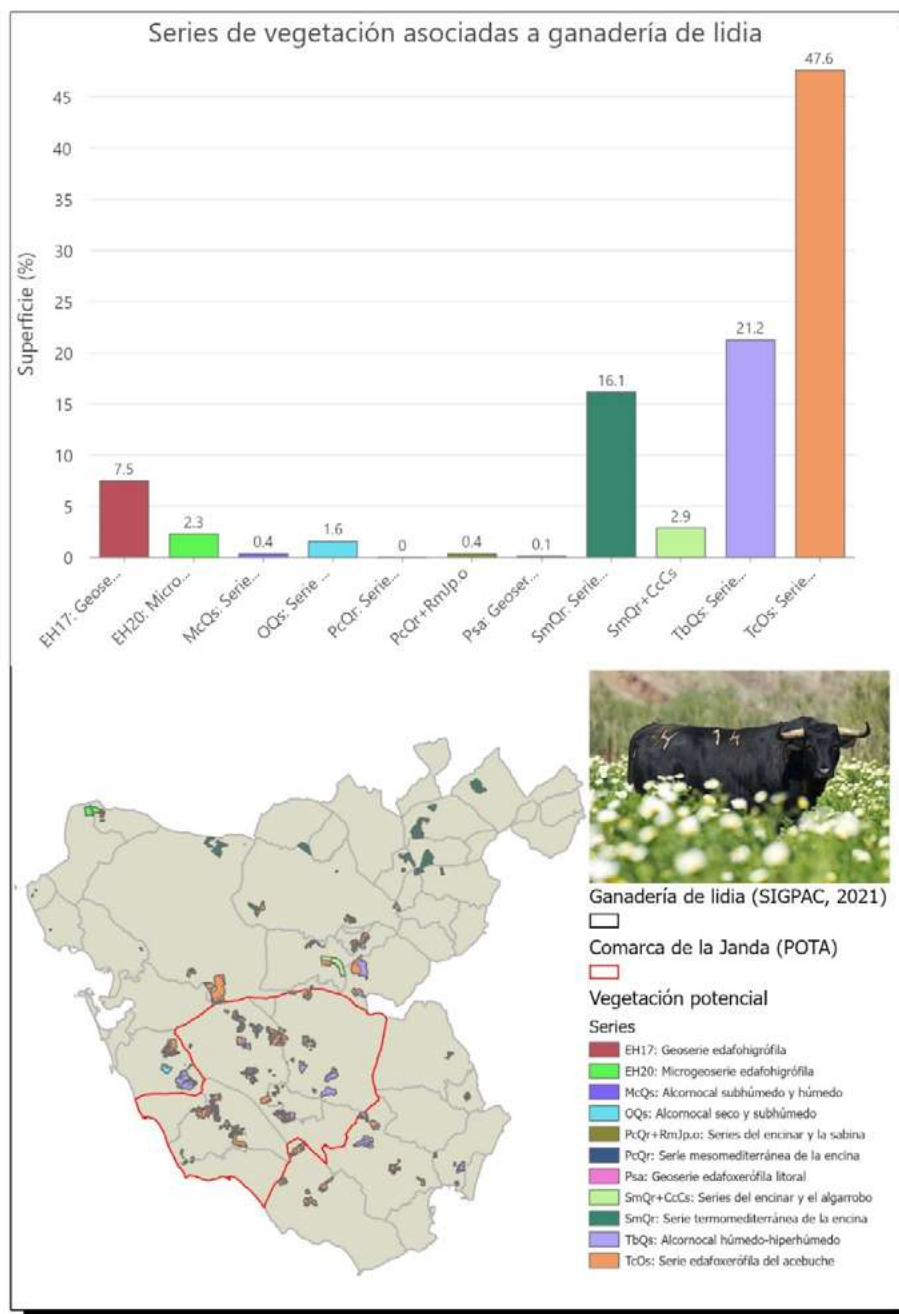 Series de vegetación asociadas a ganadería de lidia
Superficie (%)
45
40
35
30
25
20
15
10
5
0
7.5
2.3
0.4
1.6
0
0.4
0.1
16.1
2.9
21.2
47.6
EH17: Geose...
EH20: Micro...
McQs: Serie...
OQs: Serie ...
PcQr: Serie...
PcQr+RmJp.o
Psa: Geoser...
SmQr: Serie...
SmQr+CcCs
TbQs: Serie...
TcOs: Serie...
Ganadería de lidia (SIGPAC, 2021)
Comarca de la Janda (POTA)
Vegetación potencial
Series
EH17: Geoserie edafohigrófila
EH20: Microgeoserie edafohigrófila
McQs: Alcornocal subhúmedo y húmedo
OQs: Alcornocal seco y subhúmedo
PcQr+RmJp.o: Series del encinar y la sabina
PcQr: Serie mesomediterránea de la encina
Psa: Geoserie edafoxerófila litoral
SmQr+CcCs: Series del encinar y el algarrobo
SmQr: Serie termomediterránea de la encina
TbQs: Alcornocal húmedo-hiperhúmedo
TcOs: Serie edafoxerófila del acebuche